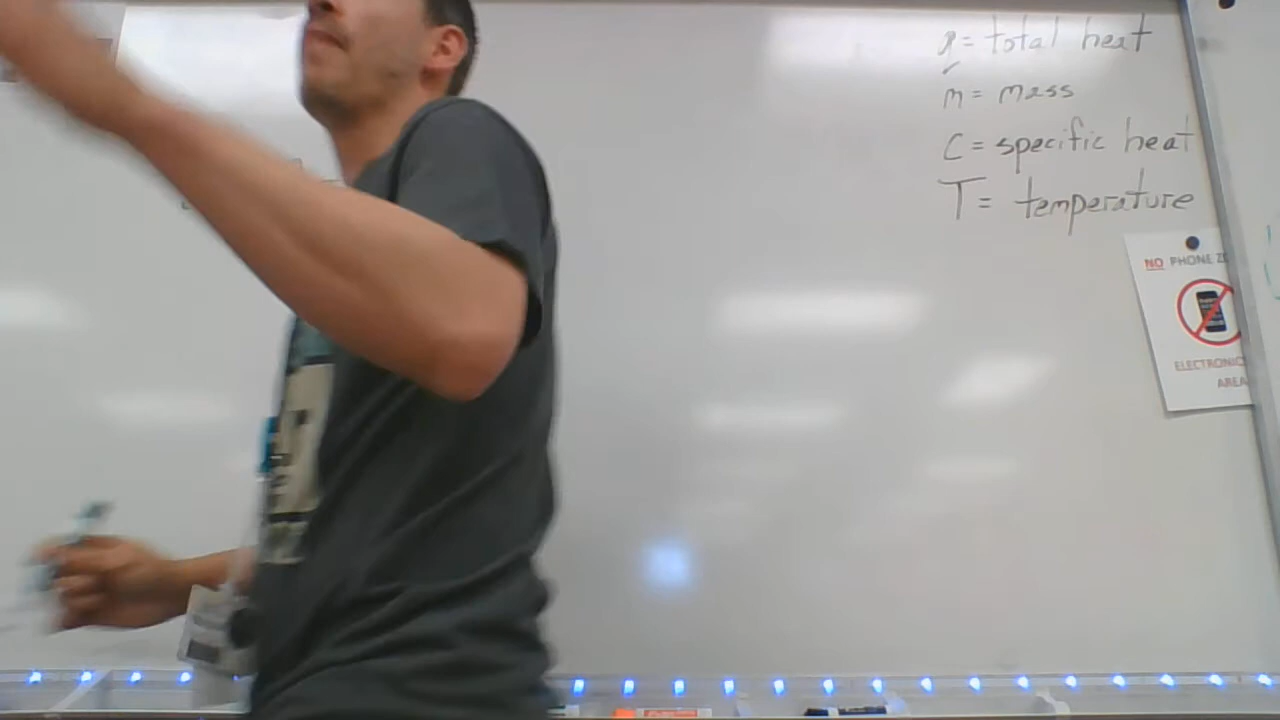 q = total heat
m = mass
C = specific heat
T = temperature
NO PHONE Z
ELECTRONIC
AREA